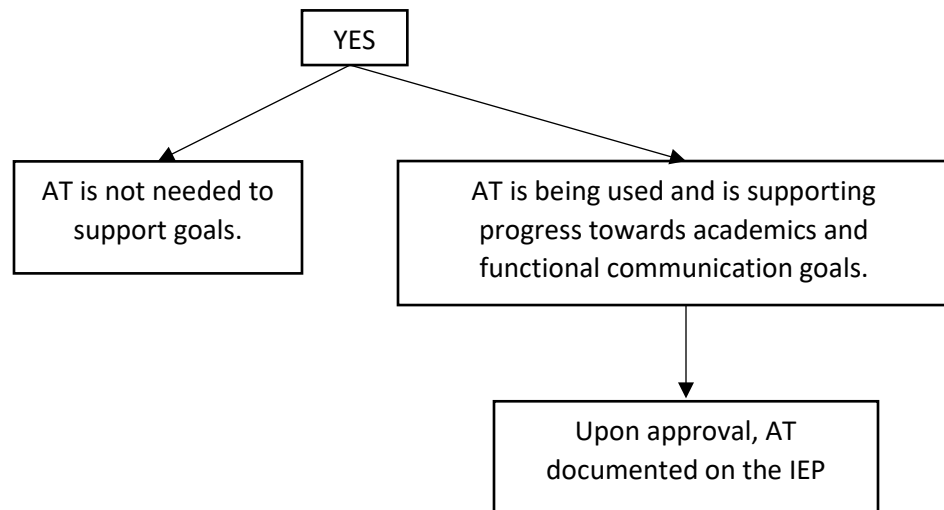 YES
AT is not needed to
support goals.
AT is being used and is supporting
progress towards academics and
functional communication goals.
Upon approval, AT
documented on the IEP